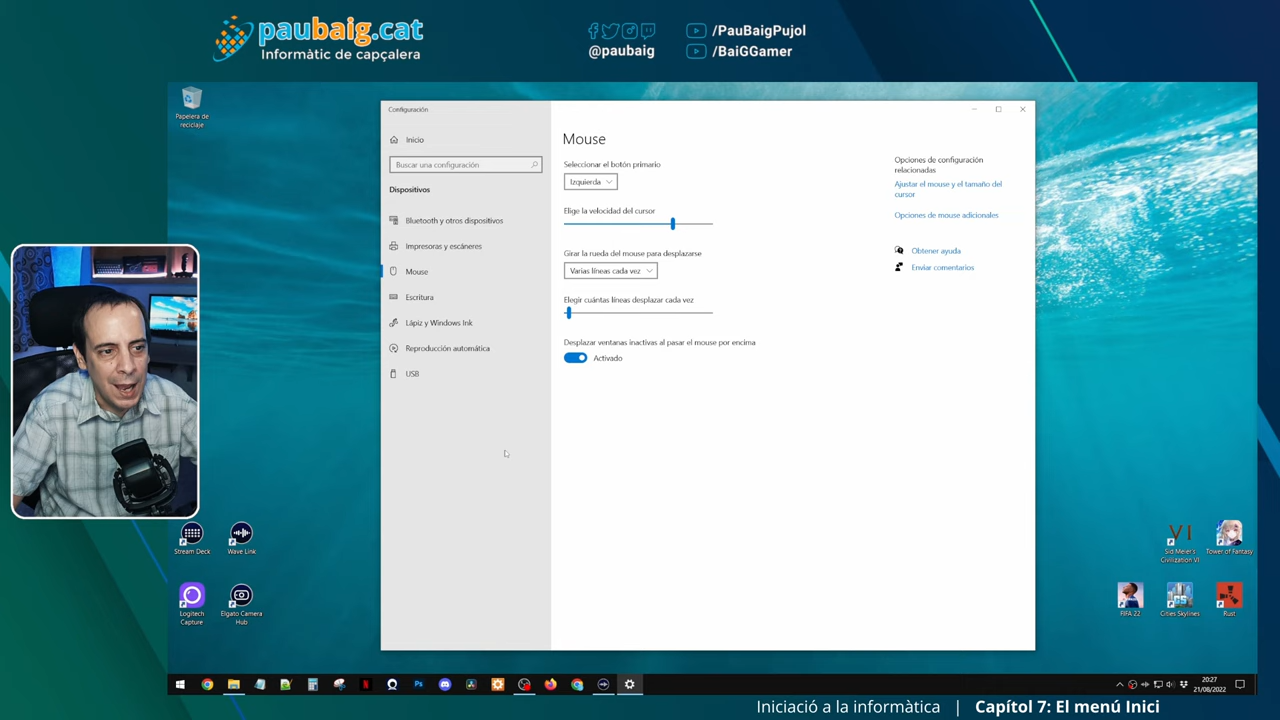 paubaig.cat
Informàtic de capçalera
@paubaig
/PauBaigPujol
/BaiGGamer
Papelera de
reciclaje
Configuración
Inicio
Buscar una configuración
Dispositivos
Bluetooth y otros dispositivos
Impresoras y escáneres
Mouse
Escritura
Lápiz y Windows Ink
Reproducción automática
USB
Mouse
Seleccionar el botón primario
Izquierda
Elige la velocidad del cursor
Girar la rueda del mouse para desplazarse
Varias líneas cada vez
Elegir cuántas líneas desplazar cada vez
Desplazar ventanas inactivas al pasar el mouse por encima
Activado
Opciones de configuración
relacionadas
Ajustar el mouse y el tamaño del
cursor
Opciones de mouse adicionales
Obtener ayuda
Enviar comentarios
Stream Deck
Wave Link
Logitech
Capture
Elgato Camera
Hub
VI
Sid Meier's
Civilization VI
Tower of Fantasy
FIFA 22
Cities Skylines
Rust
N
Ps
20:27
21/08/2022
Iniciació a la informàtica | Capítol 7: El menú Inici